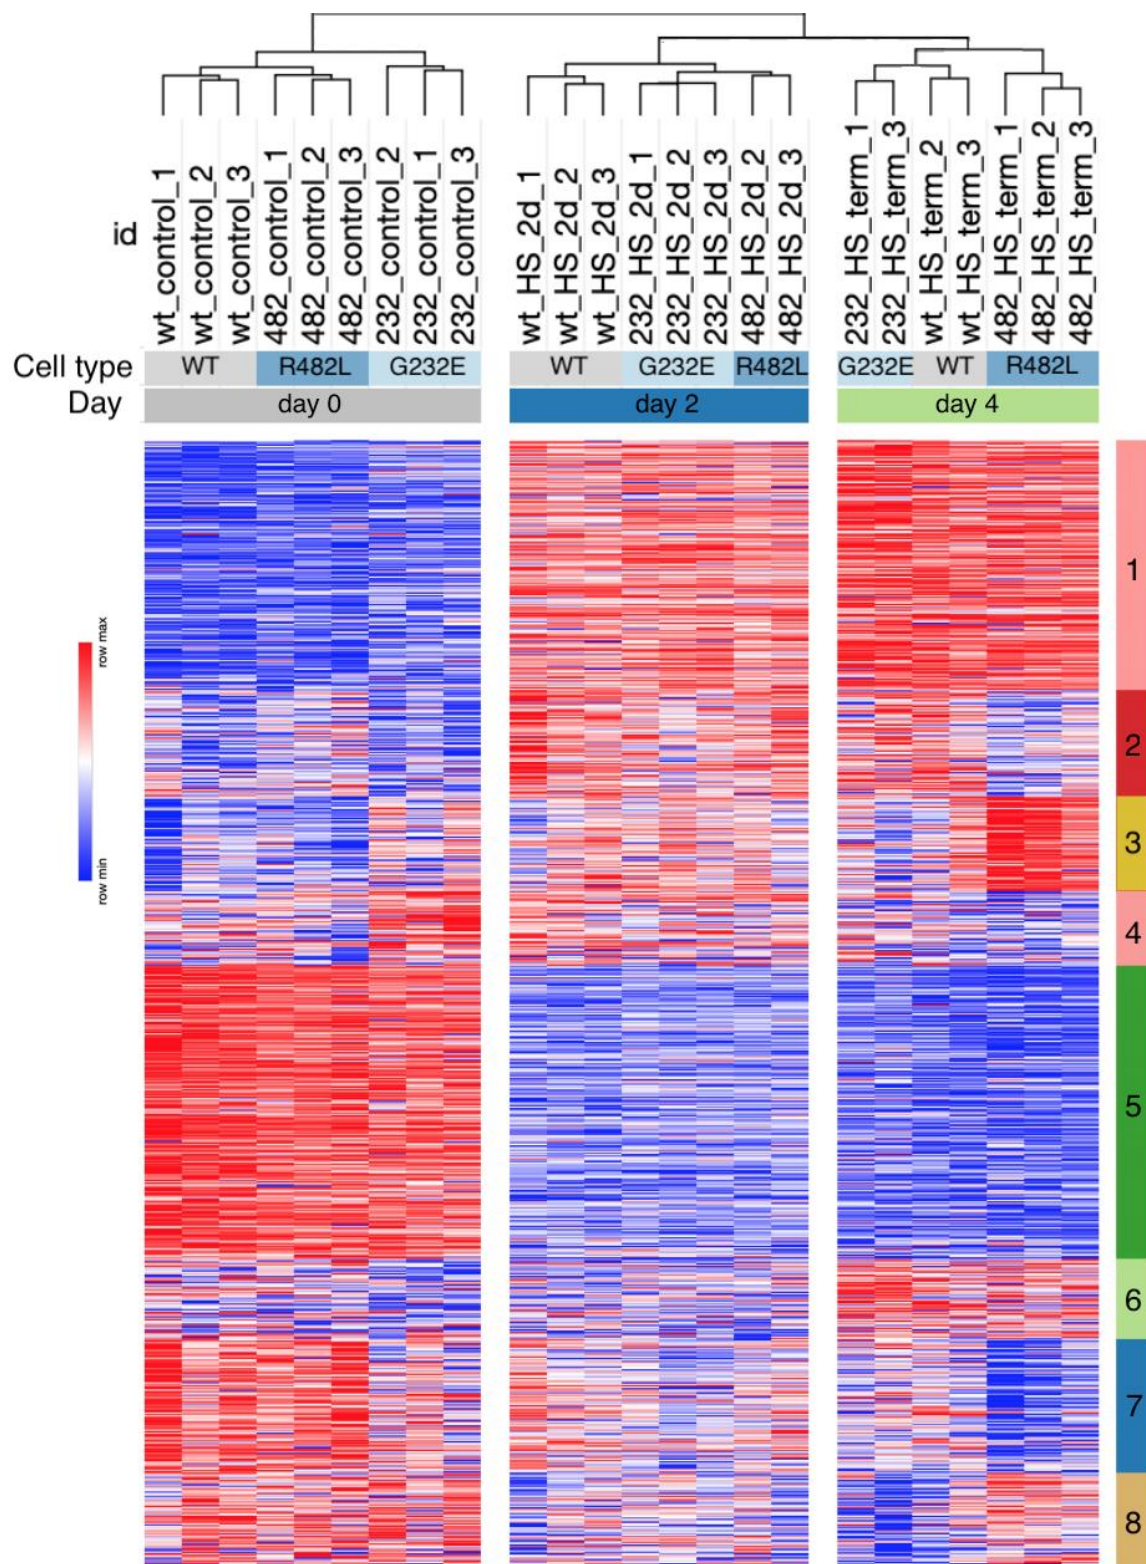 id
wt_control_1
wt_control_2
wt_control_3
482_control_1
482_control_2
482_control_3
232_control_2
232_control_1
232_control_3
wt_HS_2d_1
wt_HS_2d_2
wt_HS_2d_3
232_HS_2d_1
232_HS_2d_2
232_HS_2d_3
482_HS_2d_2
482_HS_2d_3
232_HS_term_1
232_HS_term_3
wt_HS_term_2
wt_HS_term_3
482_HS_term_1
482_HS_term_2
482_HS_term_3
Cell type WT R482L G232E WT G232E R482L G232E WT R482L
Day day 0 day 2 day 4
row max
row min
1
2
3
4
5
6
7
8